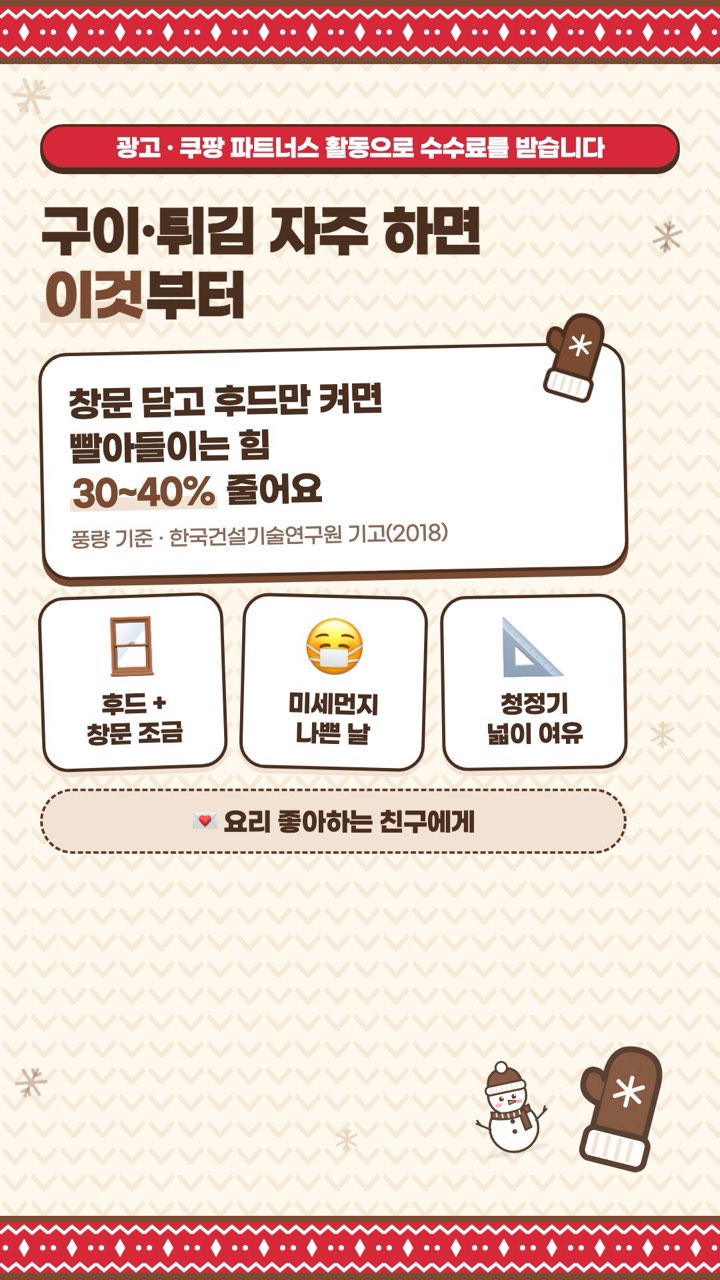 광고 · 쿠팡 파트너스 활동으로 수수료를 받습니다
구이·튀김 자주 하면
이것부터
창문 닫고 후드만 켜면
빨아들이는 힘
30~40% 줄어요
풍량 기준 · 한국건설기술연구원 기고(2018)
후드 +
창문 조금
미세먼지
나쁜 날
청정기
넓이 여유
💌 요리 좋아하는 친구에게